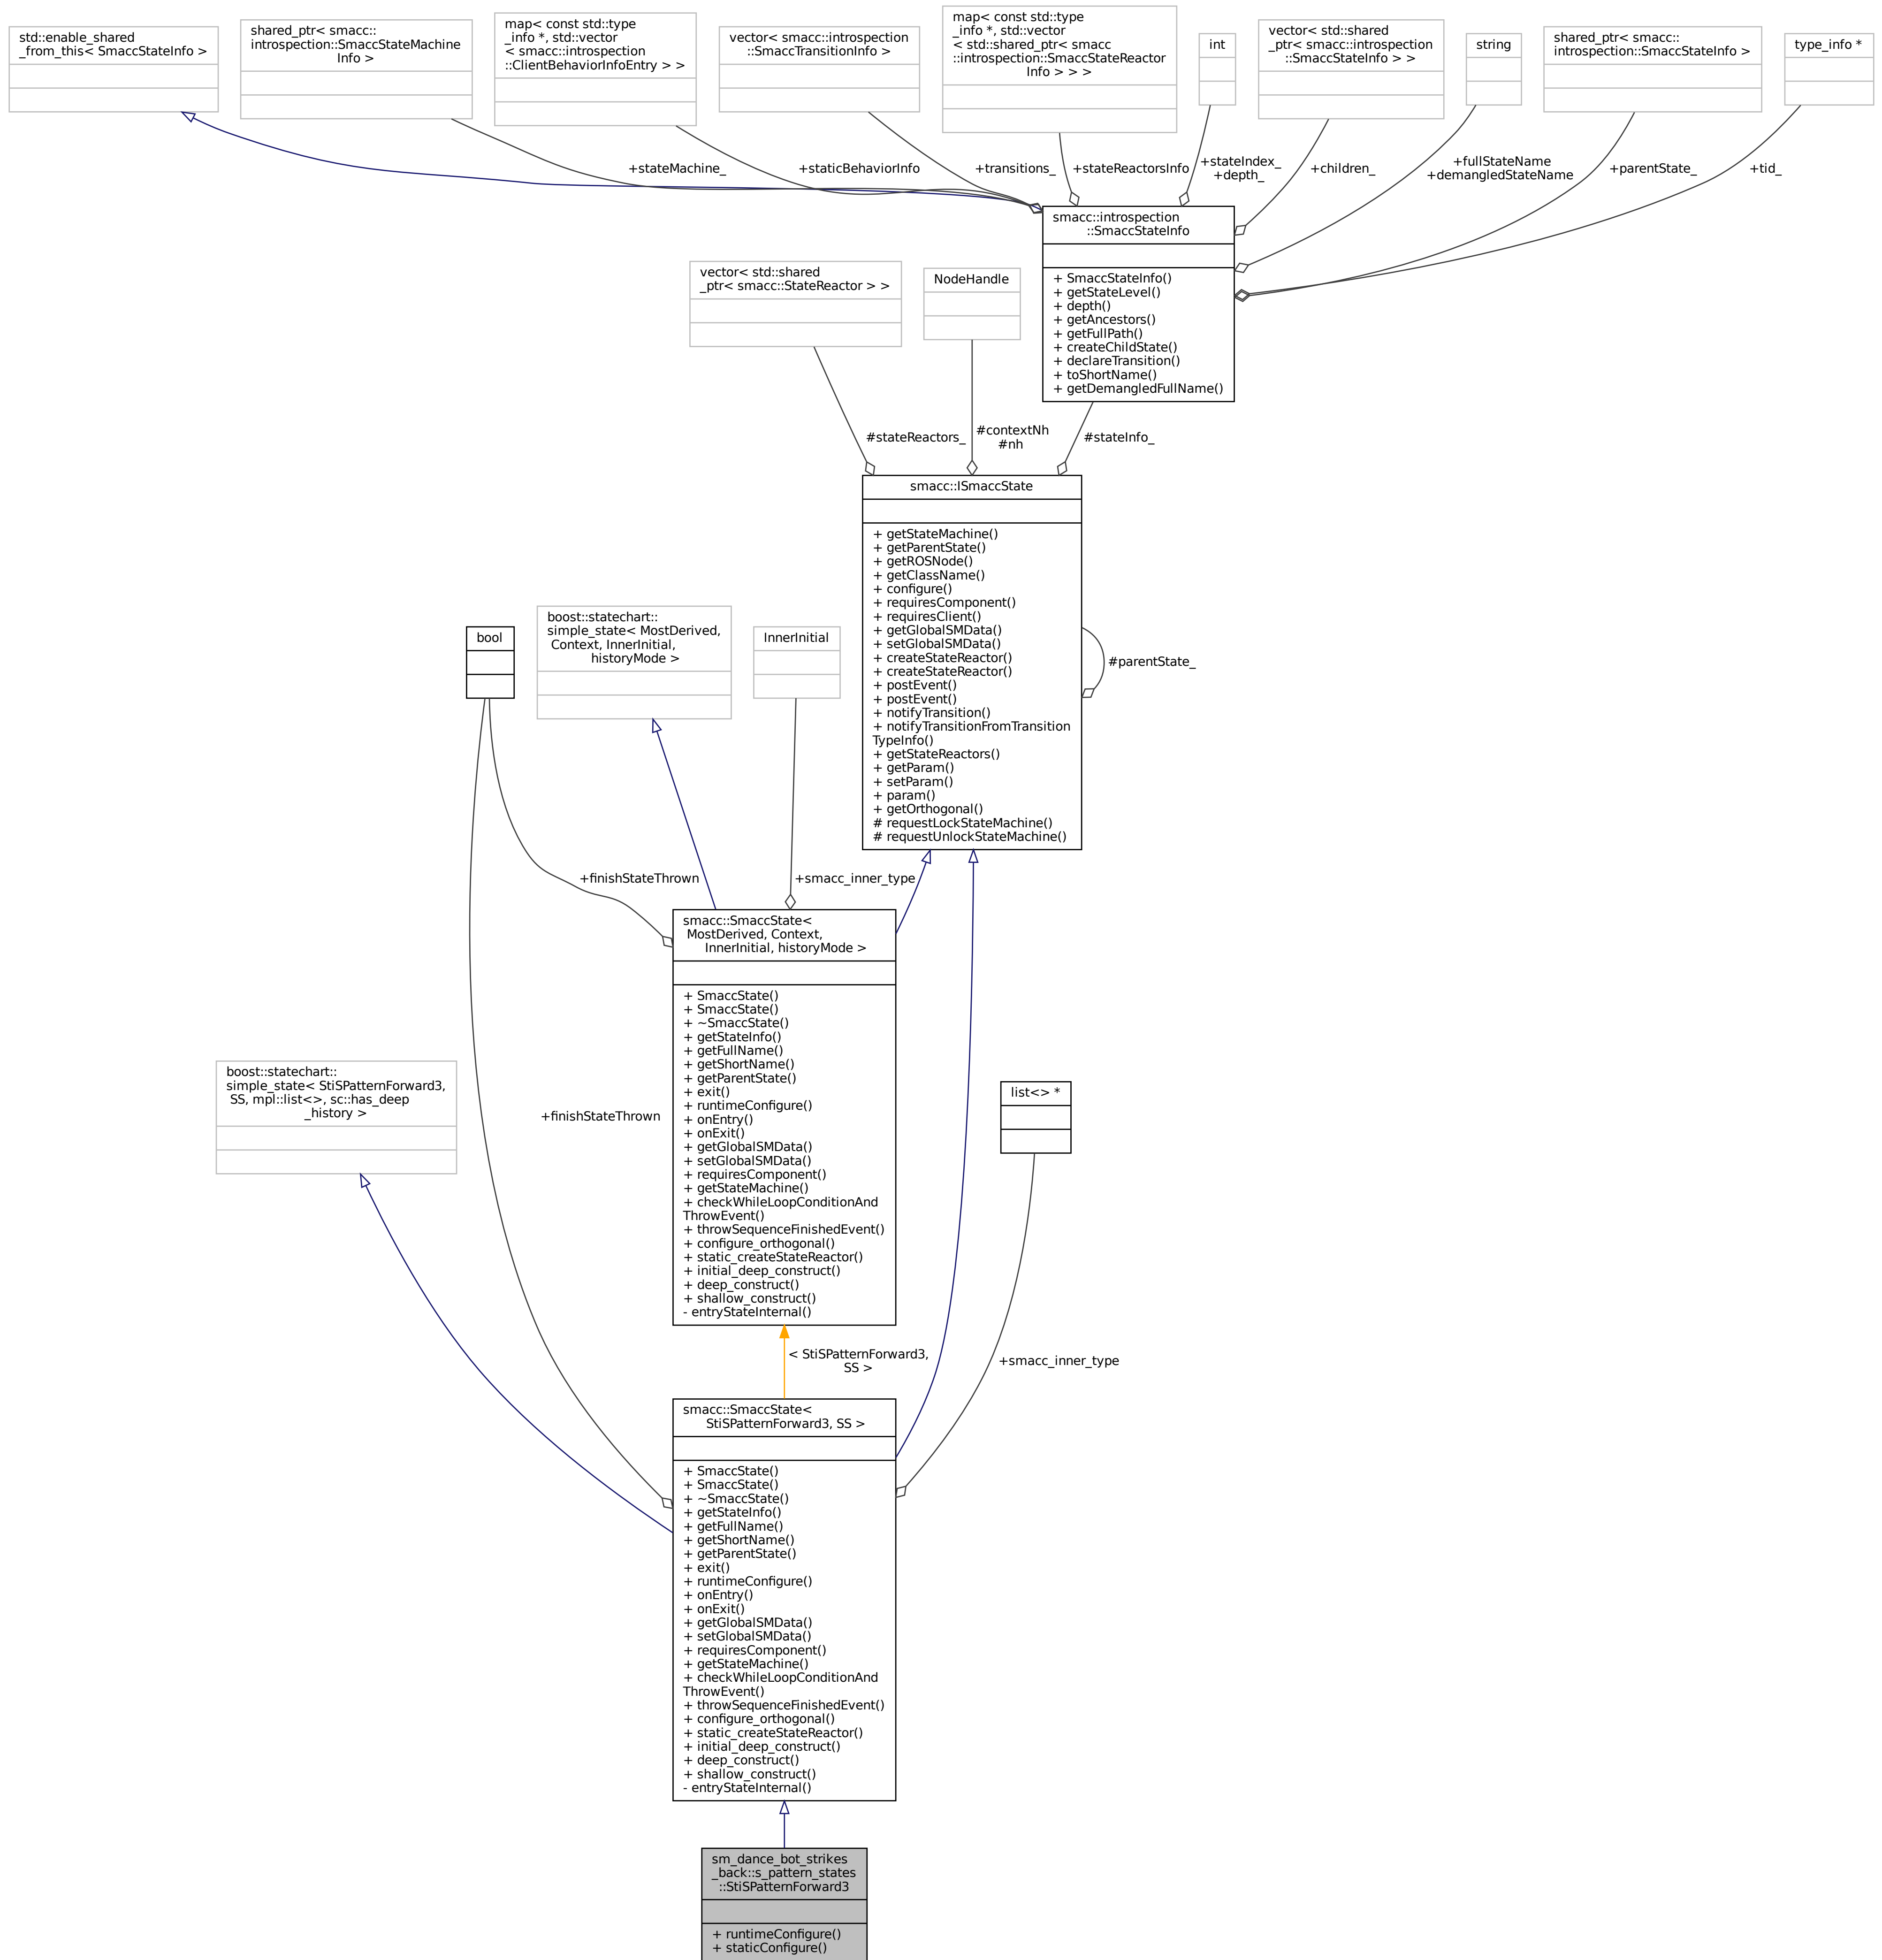 std::enable_shared
_from_this< SmaccStateInfo >
shared_ptr< smacc::
introspection::SmaccStateMachine
Info >
map< const std::type
_info *, std::vector
< smacc::introspection
::ClientBehaviorInfoEntry > >
vector< smacc::introspection
::SmaccTransitionInfo >
map< const std::type
_info *, std::vector
< std::shared_ptr< smacc
::introspection::SmaccStateReactor
Info > > >
int
vector< std::shared
_ptr< smacc::introspection
::SmaccStateInfo > >
string
shared_ptr< smacc::
introspection::SmaccStateInfo >
type_info *
+stateMachine_
+staticBehaviorInfo
+transitions_
+stateReactorsInfo
+stateIndex_
+depth_
+children_
+fullStateName
+demangledStateName
+parentState_
+tid_
smacc::introspection
::SmaccStateInfo
+ SmaccStateInfo()
+ getStateLevel()
+ depth()
+ getAncestors()
+ getFullPath()
+ createChildState()
+ declareTransition()
+ toShortName()
+ getDemangledFullName()
vector< std::shared
_ptr< smacc::StateReactor > >
NodeHandle
#stateReactors_
#contextNh
#nh
#stateInfo_
smacc::ISmaccState
+ getStateMachine()
+ getParentState()
+ getROSNode()
+ getClassName()
+ configure()
+ requiresComponent()
+ requiresClient()
+ getGlobalSMData()
+ setGlobalSMData()
+ createStateReactor()
+ createStateReactor()
+ postEvent()
+ postEvent()
+ notifyTransition()
+ notifyTransitionFromTransition
TypeInfo()
+ getStateReactors()
+ getParam()
+ setParam()
+ param()
+ getOrthogonal()
# requestLockStateMachine()
# requestUnlockStateMachine()
#parentState_
bool
boost::statechart::
simple_state< MostDerived,
Context, InnerInitial,
historyMode >
InnerInitial
+finishStateThrown
+smacc_inner_type
smacc::SmaccState<
MostDerived, Context,
InnerInitial, historyMode >
+ SmaccState()
+ SmaccState()
+ ~SmaccState()
+ getStateInfo()
+ getFullName()
+ getShortName()
+ getParentState()
+ exit()
+ runtimeConfigure()
+ onEntry()
+ onExit()
+ getGlobalSMData()
+ setGlobalSMData()
+ requiresComponent()
+ getStateMachine()
+ checkWhileLoopConditionAnd
ThrowEvent()
+ throwSequenceFinishedEvent()
+ configure_orthogonal()
+ static_createStateReactor()
+ initial_deep_construct()
+ deep_construct()
+ shallow_construct()
- entryStateInternal()
boost::statechart::
simple_state< StiSPatternForward3,
SS, mpl::list<>, sc::has_deep
_history >
+finishStateThrown
list<> *
< StiSPatternForward3,
SS >
+smacc_inner_type
smacc::SmaccState<
StiSPatternForward3, SS >
+ SmaccState()
+ SmaccState()
+ ~SmaccState()
+ getStateInfo()
+ getFullName()
+ getShortName()
+ getParentState()
+ exit()
+ runtimeConfigure()
+ onEntry()
+ onExit()
+ getGlobalSMData()
+ setGlobalSMData()
+ requiresComponent()
+ getStateMachine()
+ checkWhileLoopConditionAnd
ThrowEvent()
+ throwSequenceFinishedEvent()
+ configure_orthogonal()
+ static_createStateReactor()
+ initial_deep_construct()
+ deep_construct()
+ shallow_construct()
- entryStateInternal()
sm_dance_bot_strikes
_back::s_pattern_states
::StiSPatternForward3
+ runtimeConfigure()
+ staticConfigure()